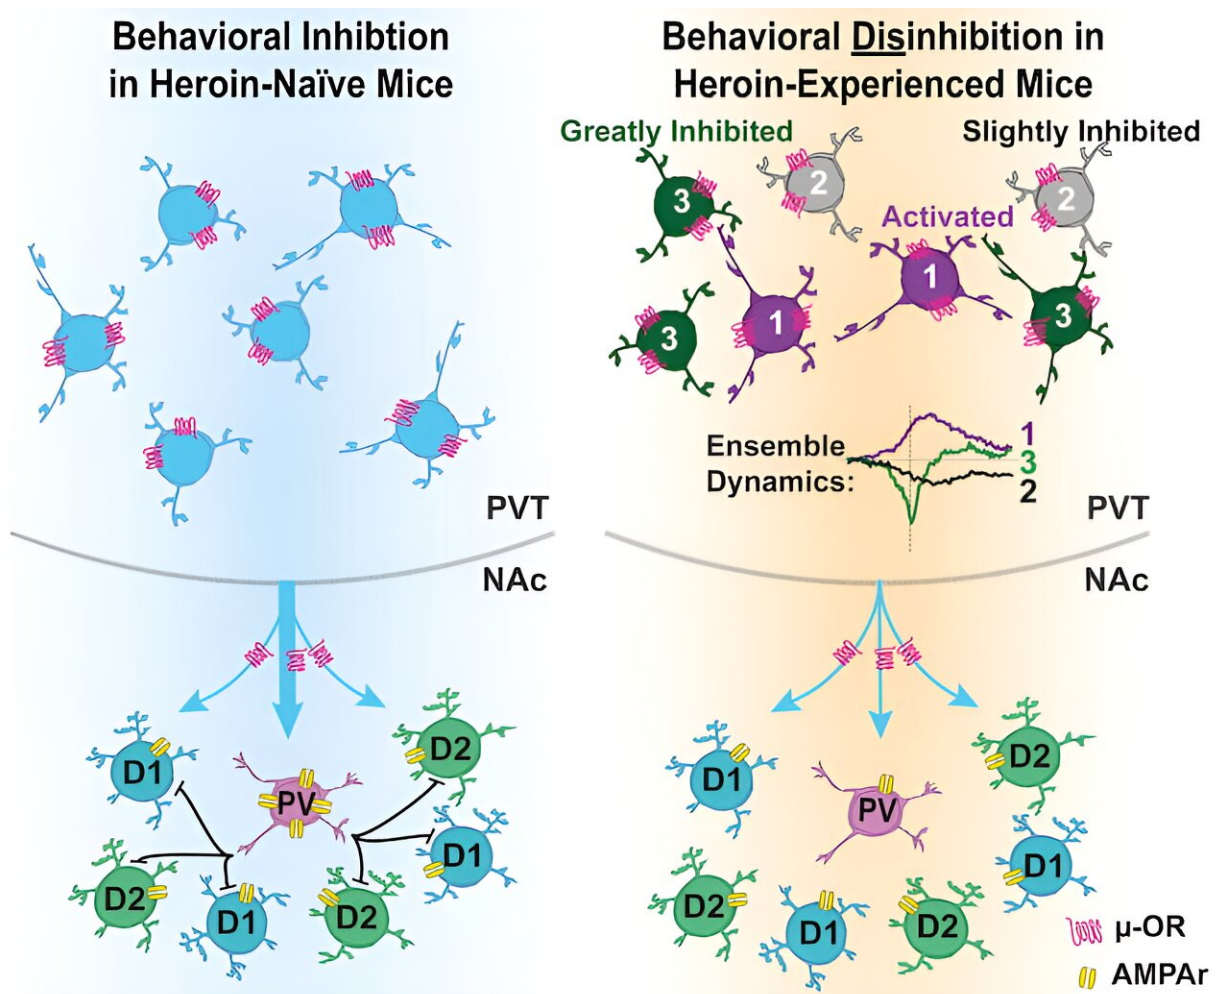 Behavioral Inhibtion
in Heroin-Naïve Mice
PVT
NAc
D1
D2
PV
D1
D2
D1
D2
Behavioral Disinhibition in
Heroin-Experienced Mice
Greatly Inhibited
Slightly Inhibited
Activated
3
2
2
1
1
3
3
Ensemble
Dynamics:
1
3
2
PVT
NAc
D1
D2
PV
D1
D2
D1
D2
μ-OR
AMPAr